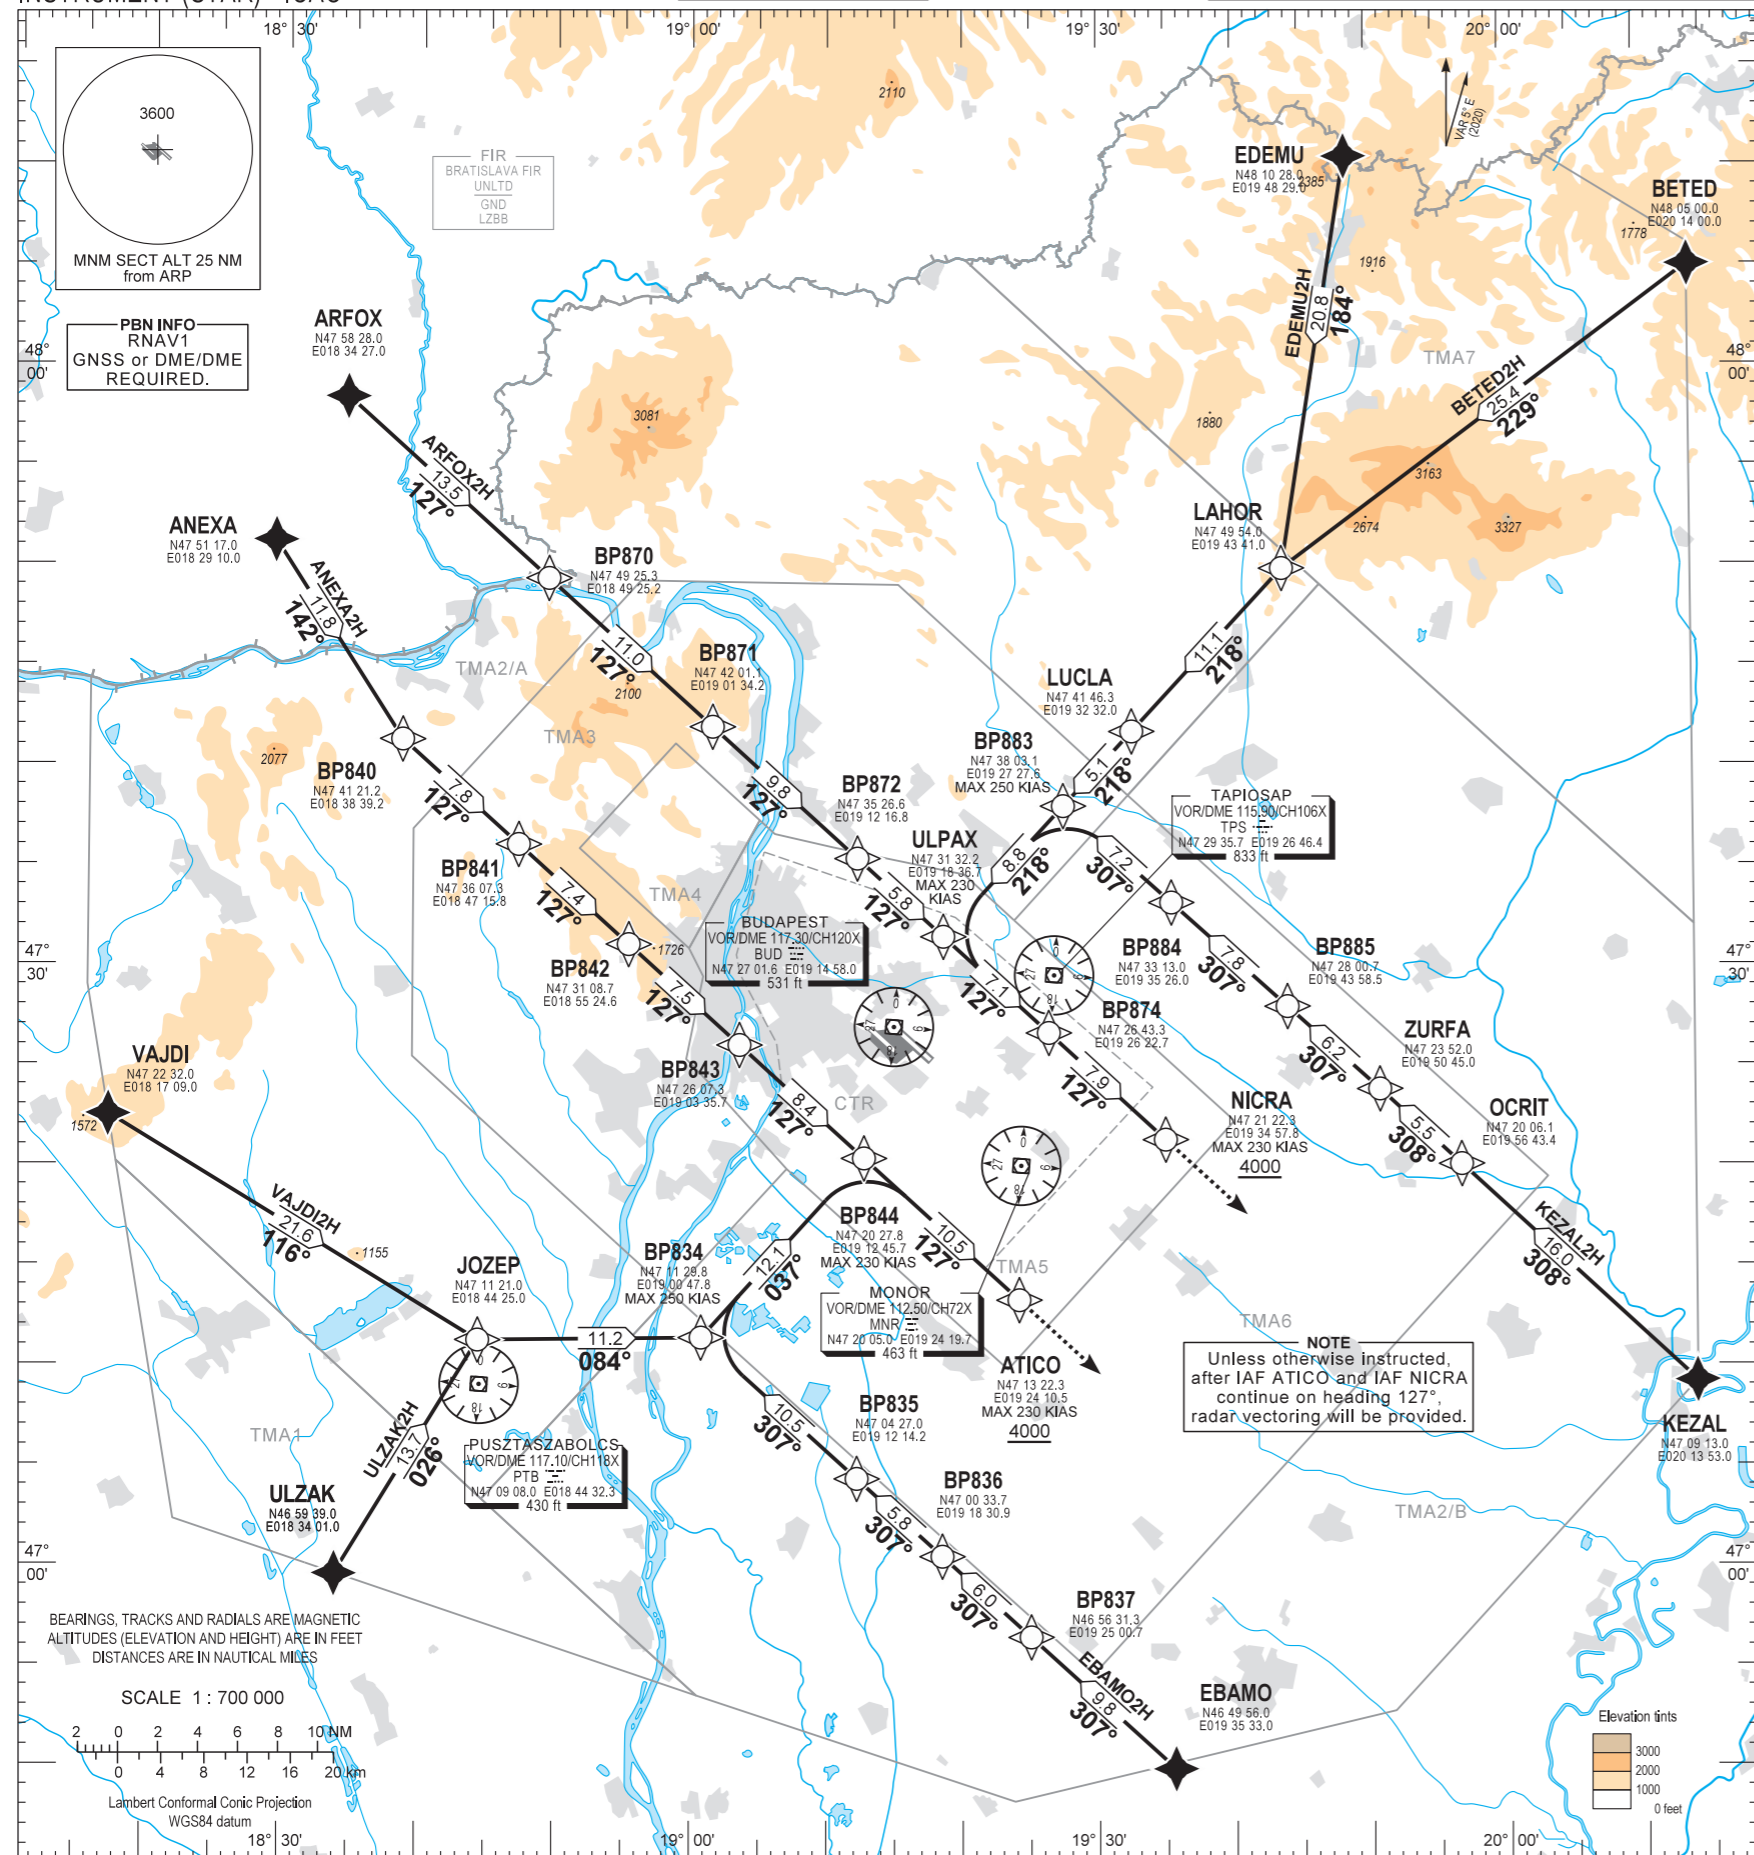 18° 30'
19° 00'
19° 30'
20° 00'
3600
MNM SECT ALT 25 NM
from ARP
PBN INFO
RNAV1
GNSS or DME/DME
REQUIRED.
FIR
BRATISLAVA FIR
UNLTD
GND
LZBB
2110
VAR 5° E
(2020)
EDEMU
N48 10 28.0
E019 48 29.0
2385
BETED
N48 05 00.0
E020 14 00.0
1778
1916
EDEMU2H
20.8
184°
TMA7
BETED2H
25.4
229°
48°
00'
48°
00'
ARFOX
N47 58 28.0
E018 34 27.0
ARFOX2H
13.5
127°
3081
1880
3163
2674
3327
ANEXA
N47 51 17.0
E018 29 10.0
ANEXA2H
11.8
142°
BP870
N47 49 25.3
E018 49 25.2
LAHOR
N47 49 54.0
E019 43 41.0
11.0
127°
11.1
218°
TMA2/A
2100
BP871
N47 42 01.1
E019 01 34.2
LUCLA
N47 41 46.3
E019 32 32.0
TMA3
2077
BP840
N47 41 21.2
E018 38 39.2
7.8
127°
9.8
127°
BP872
N47 35 26.6
E019 12 16.8
BP883
N47 38 03.1
E019 27 27.6
MAX 250 KIAS
5.1
218°
TAPIOSAP
VOR/DME 115.90/CH106X
TPS
N47 29 35.7 E019 26 46.4
833 ft
BP841
N47 36 07.3
E018 47 15.8
7.4
127°
TMA4
ULPAX
N47 31 32.2
E019 18 36.7
MAX 230
KIAS
8.8
218°
7.2
307°
5.8
127°
BUDAPEST
VOR/DME 117.30/CH120X
BUD
N47 27 01.6 E019 14 58.0
531 ft
1726
BP842
N47 31 08.7
E018 55 24.6
7.5
127°
47°
30'
47°
30'
BP884
N47 33 13.0
E019 35 26.0
7.8
307°
BP885
N47 28 00.7
E019 43 58.5
7.1
127°
BP874
N47 26 43.3
E019 26 22.7
0
9
18
27
0
9
18
27
VAJDI
N47 22 32.0
E018 17 09.0
1572
BP843
N47 26 07.3
E019 03 35.7
8.4
127°
CTR
7.9
127°
6.2
307°
ZURFA
N47 23 52.0
E019 50 45.0
NICRA
N47 21 22.3
E019 34 57.8
MAX 230 KIAS
4000
5.5
308°
OCRIT
N47 20 06.1
E019 56 43.4
0
9
18
27
VAJDI2H
21.6
116°
1155
JOZEP
N47 11 21.0
E018 44 25.0
BP834
N47 11 29.8
E019 00 47.8
MAX 250 KIAS
12.1
037°
BP844
N47 20 27.8
E019 12 45.7
MAX 230 KIAS
10.5
127°
TMA5
KEZAL2H
16.0
308°
MONOR
VOR/DME 112.50/CH72X
MNR
N47 20 05.0 E019 24 19.7
463 ft
TMA6
11.2
084°
0
9
18
27
ATICO
N47 13 22.3
E019 24 10.5
MAX 230 KIAS
4000
NOTE
Unless otherwise instructed,
after IAF ATICO and IAF NICRA
continue on heading 127°,
radar vectoring will be provided.
KEZAL
N47 09 13.0
E020 13 53.0
TMA1
ULZAK2H
13.7
026°
PUSZTASZABOLCS
VOR/DME 117.10/CH118X
PTB
N47 09 08.0 E018 44 32.3
430 ft
10.5
307°
BP835
N47 04 27.0
E019 12 14.2
ULZAK
N46 59 39.0
E018 34 01.0
BP836
N47 00 33.7
E019 18 30.9
5.8
307°
TMA2/B
47°
00'
47°
00'
6.0
307°
BP837
N46 56 31.3
E019 25 00.7
EBAMO2H
9.8
307°
EBAMO
N46 49 56.0
E019 35 33.0
BEARINGS, TRACKS AND RADIALS ARE MAGNETIC
ALTITUDES (ELEVATION AND HEIGHT) ARE IN FEET
DISTANCES ARE IN NAUTICAL MILES
SCALE 1 : 700 000
2 0 2 4 6 8 10 NM
0 4 8 12 16 20 km
Lambert Conformal Conic Projection
WGS84 datum
Elevation tints
3000
2000
1000
0 feet
18° 30'
19° 00'
19° 30'
20° 00'